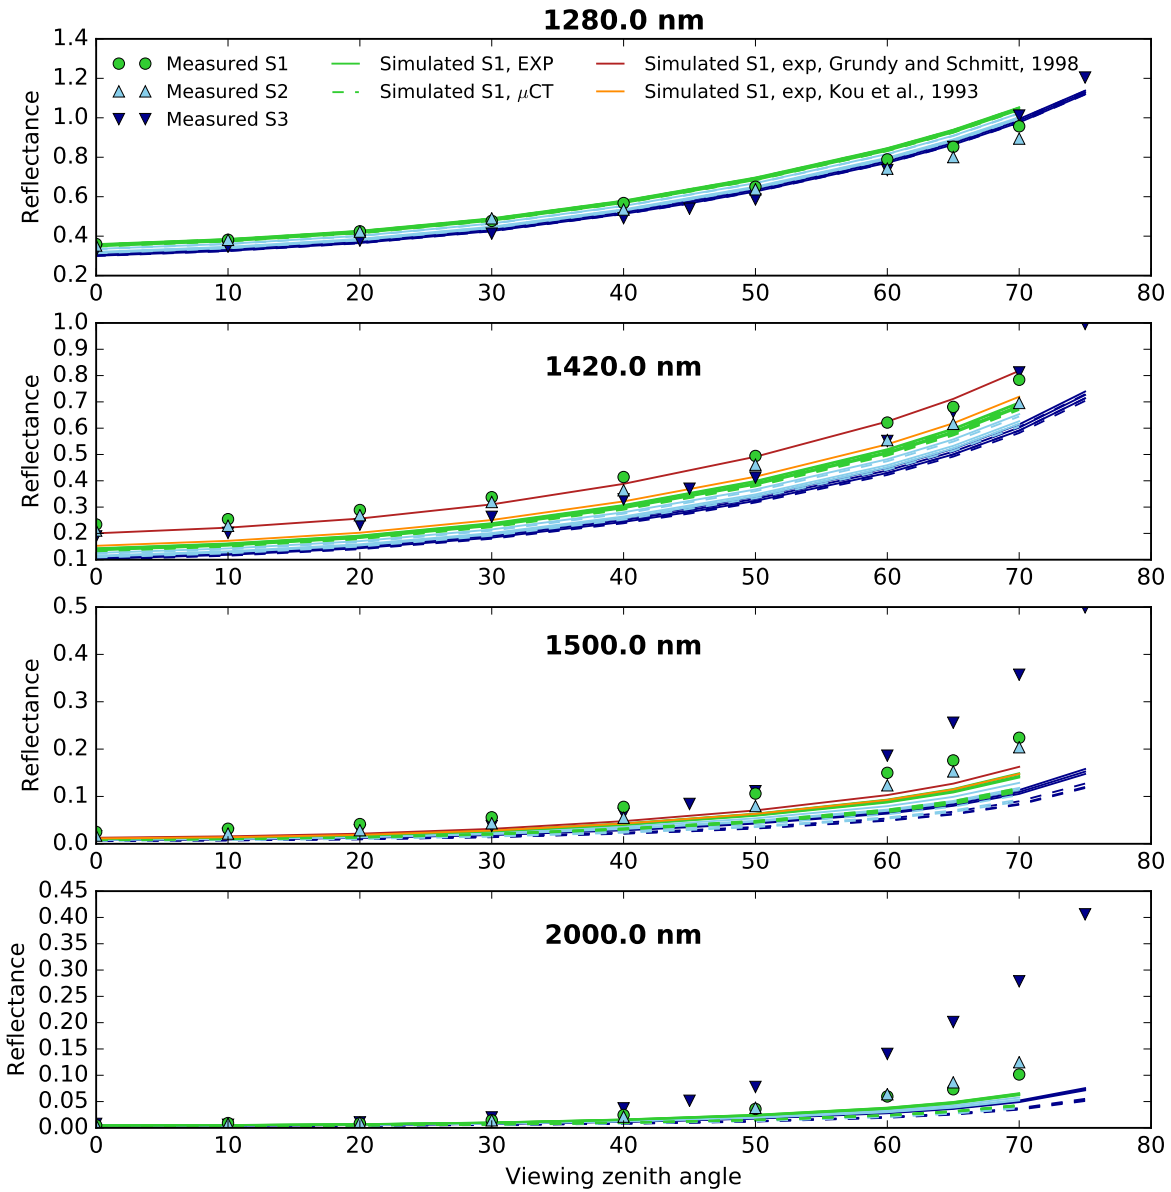 1280.0 nm
1.4
1.2
1.0
0.8
0.6
0.4
0.2
Reflectance
Measured S1
Measured S2
Measured S3
Simulated S1, EXP
Simulated S1, μCT
Simulated S1, exp, Grundy and Schmitt, 1998
Simulated S1, exp, Kou et al., 1993
0 10 20 30 40 50 60 70 80
1420.0 nm
1.0
0.9
0.8
0.7
0.6
0.5
0.4
0.3
0.2
0.1
Reflectance
0 10 20 30 40 50 60 70 80
1500.0 nm
0.5
0.4
0.3
0.2
0.1
0.0
Reflectance
0 10 20 30 40 50 60 70 80
2000.0 nm
0.45
0.40
0.35
0.30
0.25
0.20
0.15
0.10
0.05
0.00
Reflectance
0 10 20 30 40 50 60 70 80
Viewing zenith angle